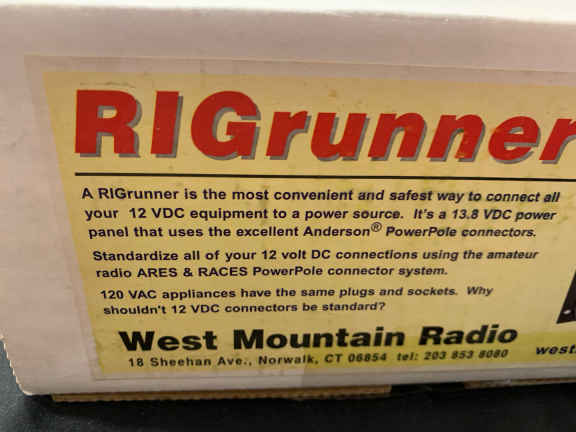 RIGrunner
A RIGrunner is the most convenient and safest way to connect all
your 12 VDC equipment to a power source. It's a 13.8 VDC power
panel that uses the excellent Anderson® PowerPole connectors.
Standardize all of your 12 volt DC connections using the amateur
radio ARES & RACES PowerPole connector system.
120 VAC appliances have the same plugs and sockets. Why
shouldn't 12 VDC connectors be standard?
West Mountain Radio
18 Sheehan Ave., Norwalk, CT 06854 tel: 203 853 8080